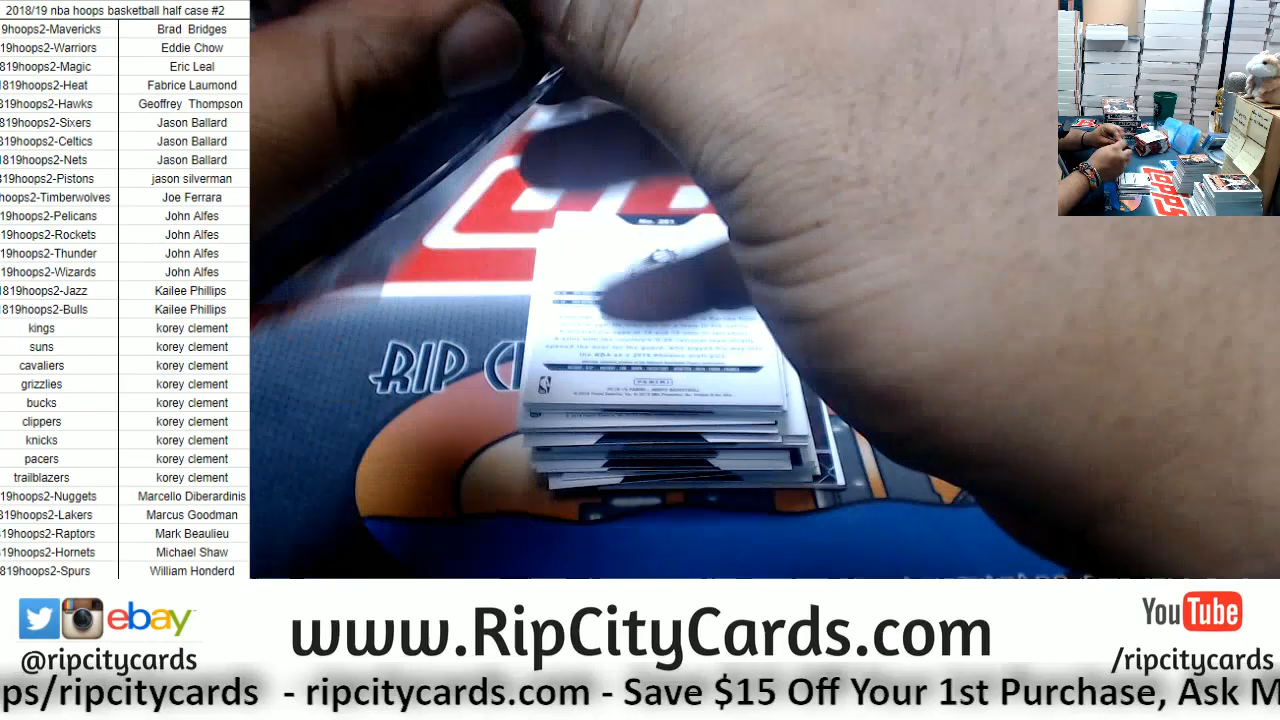 2018/19 nba hoops basketball half case #2
9hoops2-Mavericks Brad Bridges
19hoops2-Warriors Eddie Chow
819hoops2-Magic Eric Leal
1819hoops2-Heat Fabrice Laumond
819hoops2-Hawks Geoffrey Thompson
819hoops2-Sixers Jason Ballard
819hoops2-Celtics Jason Ballard
1819hoops2-Nets Jason Ballard
819hoops2-Pistons jason silverman
hoops2-Timberwolves Joe Ferrara
19hoops2-Pelicans John Alfes
19hoops2-Rockets John Alfes
19hoops2-Thunder John Alfes
19hoops2-Wizards John Alfes
1819hoops2-Jazz Kailee Phillips
1819hoops2-Bulls Kailee Phillips
kings korey clement
suns korey clement
cavaliers korey clement
grizzlies korey clement
bucks korey clement
clippers korey clement
knicks korey clement
pacers korey clement
trailblazers korey clement
19hoops2-Nuggets Marcello Diberardinis
819hoops2-Lakers Marcus Goodman
819hoops2-Raptors Mark Beaulieu
19hoops2-Hornets Michael Shaw
819hoops2-Spurs William Honderd
RIP C
PANINI
TOPPS
ebay
@ripcitycards
www.RipCityCards.com
YouTube
/ripcitycards
ps/ripcitycards - ripcitycards.com - Save $15 Off Your 1st Purchase, Ask M